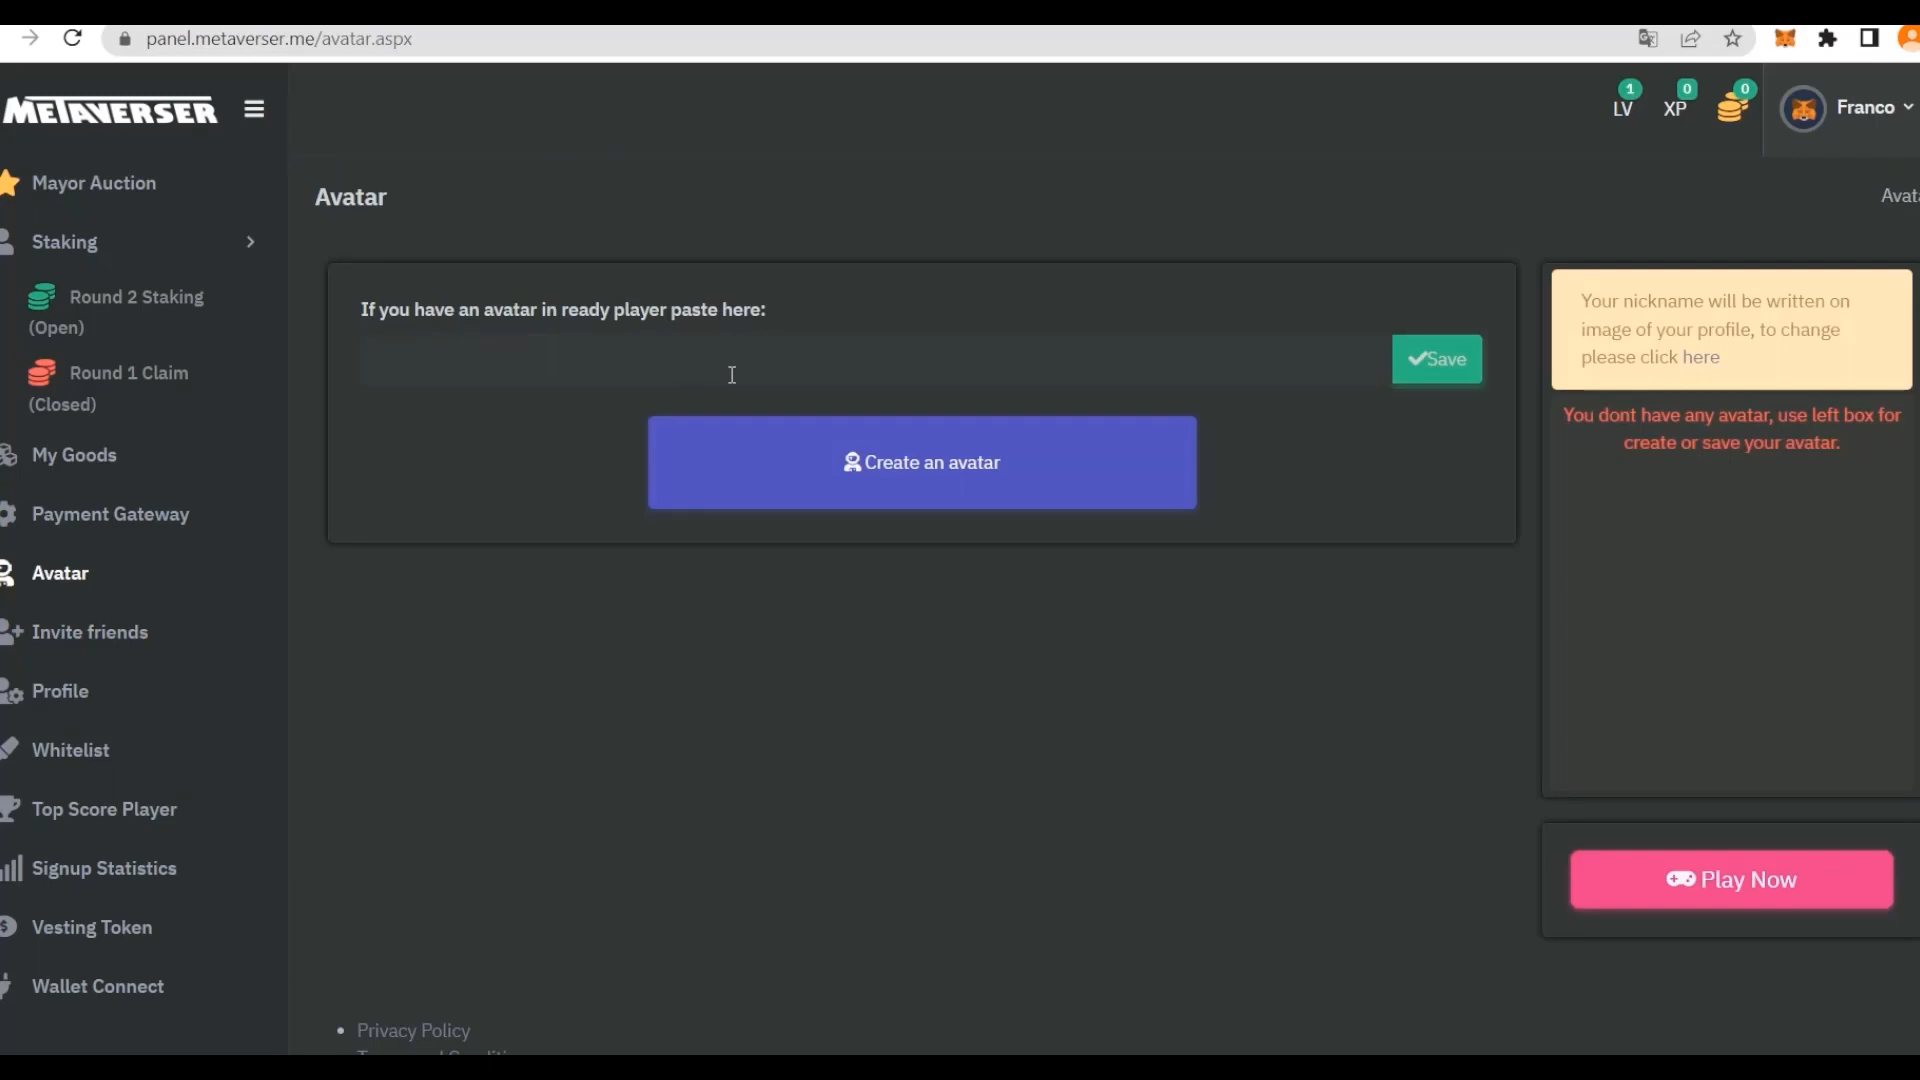 panel.metaverser.me/avatar.aspx
METAVERSER
1
LV
0
XP
0
Franco
Mayor Auction
Staking
Round 2 Staking
(Open)
Round 1 Claim
(Closed)
My Goods
Payment Gateway
Avatar
Invite friends
Profile
Whitelist
Top Score Player
Signup Statistics
Vesting Token
Wallet Connect
Avatar
If you have an avatar in ready player paste here:
Save
Create an avatar
Your nickname will be written on
image of your profile, to change
please click here
You dont have any avatar, use left box for
create or save your avatar.
Play Now
Privacy Policy